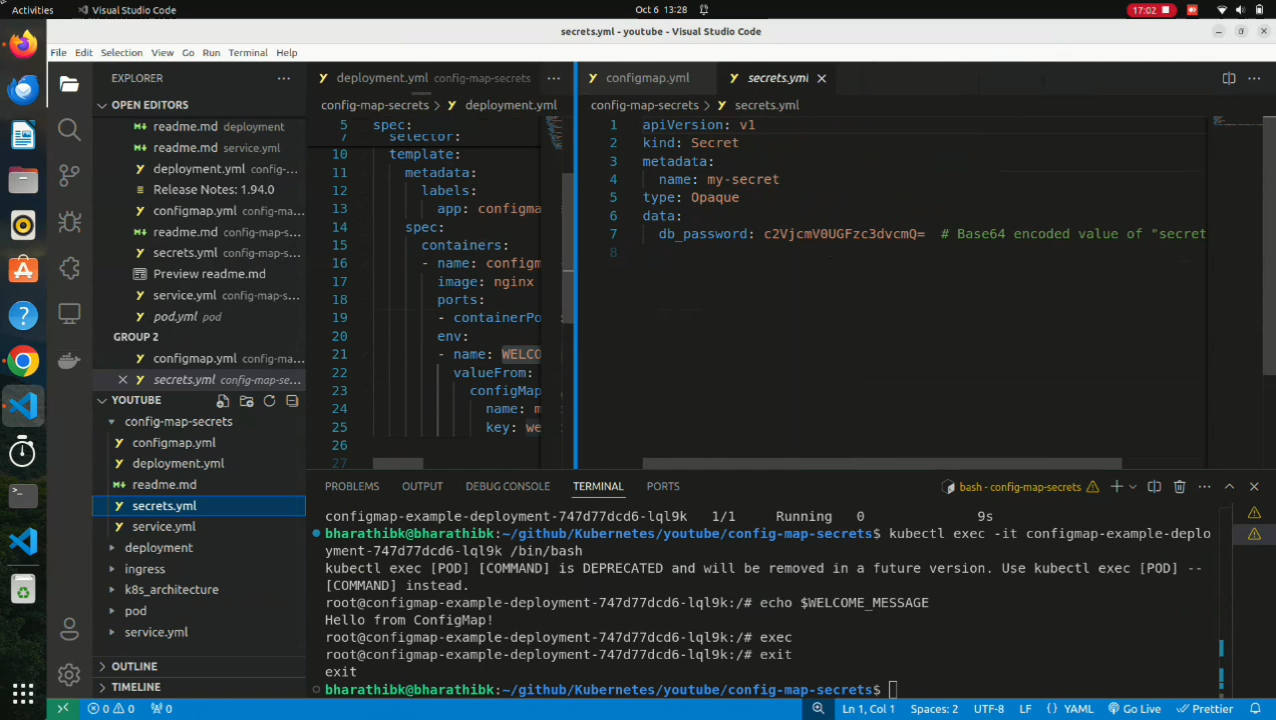 Activities
Visual Studio Code
Oct 6 13:28
17:02
secrets.yml - youtube - Visual Studio Code
File Edit Selection View Go Run Terminal Help
EXPLORER
OPEN EDITORS
readme.md deployment
readme.md service.yml
deployment.yml config-...
Release Notes: 1.94.0
configmap.yml config-ma...
readme.md config-map-s...
secrets.yml config-map-s...
Preview readme.md
service.yml config-map-s...
pod.yml pod
GROUP 2
configmap.yml config-ma...
secrets.yml config-map-se...
YOUTUBE
config-map-secrets
configmap.yml
deployment.yml
readme.md
secrets.yml
service.yml
deployment
ingress
k8s_architecture
pod
service.yml
OUTLINE
TIMELINE
deployment.yml config-map-secrets
config-map-secrets > deployment.yml
5 spec:
7 selector:
10 template:
11 metadata:
12 labels:
13 app: configma
14 spec:
15 containers:
16 - name: configm
17 image: nginx
18 ports:
19 - containerPo
20 env:
21 - name: WELCO
22 valueFrom:
23 configMap
24 name: m
25 key: we
26
27
configmap.yml
secrets.yml
config-map-secrets > secrets.yml
1 apiVersion: v1
2 kind: Secret
3 metadata:
4 name: my-secret
5 type: Opaque
6 data:
7 db_password: c2VjcmV0UGFzc3dvcmQ= # Base64 encoded value of "secret
8
PROBLEMS OUTPUT DEBUG CONSOLE TERMINAL PORTS
bash - config-map-secrets
configmap-example-deployment-747d77dcd6-lql9k 1/1 Running 0 9s
bharathibk@bharathibk:~/github/Kubernetes/youtube/config-map-secrets$ kubectl exec -it configmap-example-deplo
yment-747d77dcd6-lql9k /bin/bash
kubectl exec [POD] [COMMAND] is DEPRECATED and will be removed in a future version. Use kubectl exec [POD] --
[COMMAND] instead.
root@configmap-example-deployment-747d77dcd6-lql9k:/# echo $WELCOME_MESSAGE
Hello from ConfigMap!
root@configmap-example-deployment-747d77dcd6-lql9k:/# exec
root@configmap-example-deployment-747d77dcd6-lql9k:/# exit
exit
bharathibk@bharathibk:~/github/Kubernetes/youtube/config-map-secrets$
0 0 0
Ln 1, Col 1 Spaces: 2 UTF-8 LF {} YAML Go Live Prettier